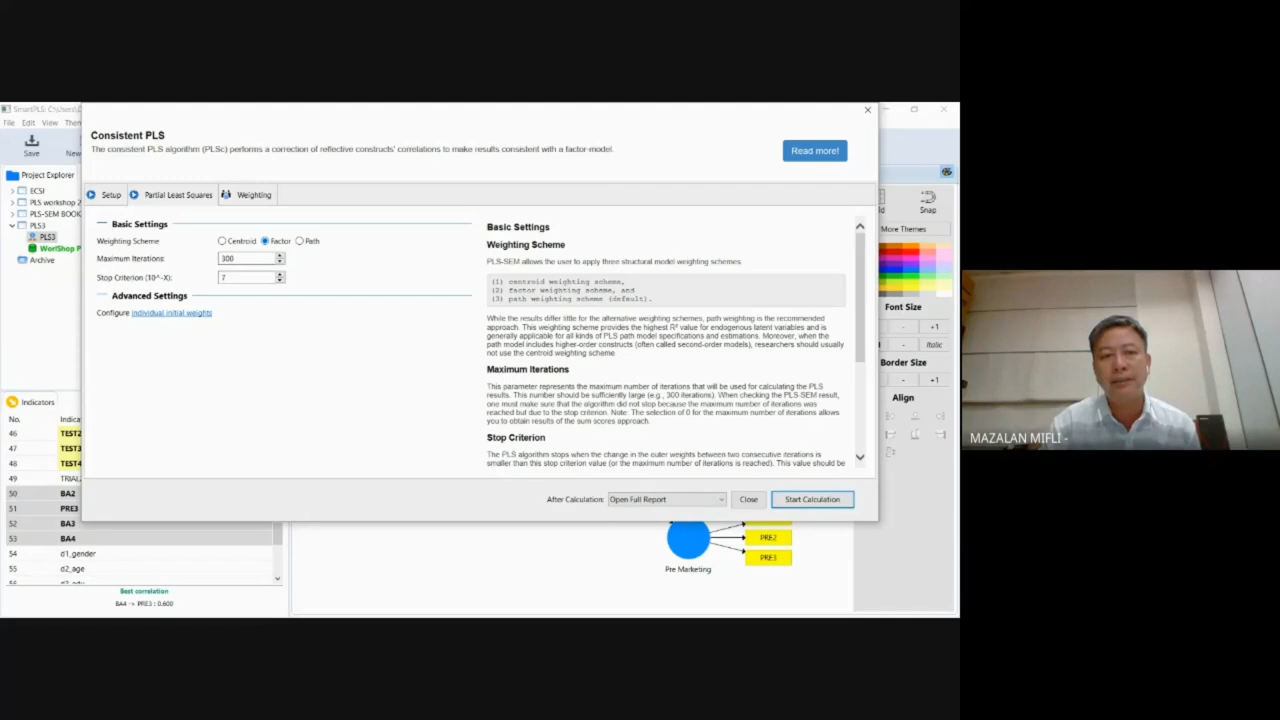 SmartPLS: C:\Users\
File Edit View Them
Save
New
Project Explorer
ECSI
PLS workshop 2
PLS-SEM BOOK
PLS3
PLS3
WorlShop P
Archive
Indicators
No. Indica
46 TEST2
47 TEST3
48 TEST4
49 TRIAL
50 BA2
51 PRE3
52 BA3
53 BA4
54 d1_gender
55 d2_age
56 d2_edu
Best correlation
BA4 -> PRE3 : 0.600
Consistent PLS
The consistent PLS algorithm (PLSc) performs a correction of reflective constructs' correlations to make results consistent with a factor-model.
Read more!
Setup Partial Least Squares Weighting
Basic Settings
Weighting Scheme Centroid Factor Path
Maximum Iterations: 300
Stop Criterion (10^-X): 7
Advanced Settings
Configure individual initial weights
Basic Settings
Weighting Scheme
PLS-SEM allows the user to apply three structural model weighting schemes:
(1) centroid weighting scheme,
(2) factor weighting scheme, and
(3) path weighting scheme (default).
While the results differ little for the alternative weighting schemes, path weighting is the recommended
approach. This weighting scheme provides the highest R² value for endogenous latent variables and is
generally applicable for all kinds of PLS path model specifications and estimations. Moreover, when the
path model includes higher-order constructs (often called second-order models), researchers should usually
not use the centroid weighting scheme.
Maximum Iterations
This parameter represents the maximum number of iterations that will be used for calculating the PLS
results. This number should be sufficiently large (e.g., 300 iterations). When checking the PLS-SEM result,
one must make sure that the algorithm did not stop because the maximum number of iterations was
reached but due to the stop criterion. Note: The selection of 0 for the maximum number of iterations allows
you to obtain results of the sum scores approach.
Stop Criterion
The PLS algorithm stops when the change in the outer weights between two consecutive iterations is
smaller than this stop criterion value (or the maximum number of iterations is reached). This value should be
After Calculation: Open Full Report Close Start Calculation
PRE2
PRE3
Pre Marketing
Snap
More Themes
Font Size
- +1
Italic
Border Size
- +1
Align
MAZALAN MIFLI -